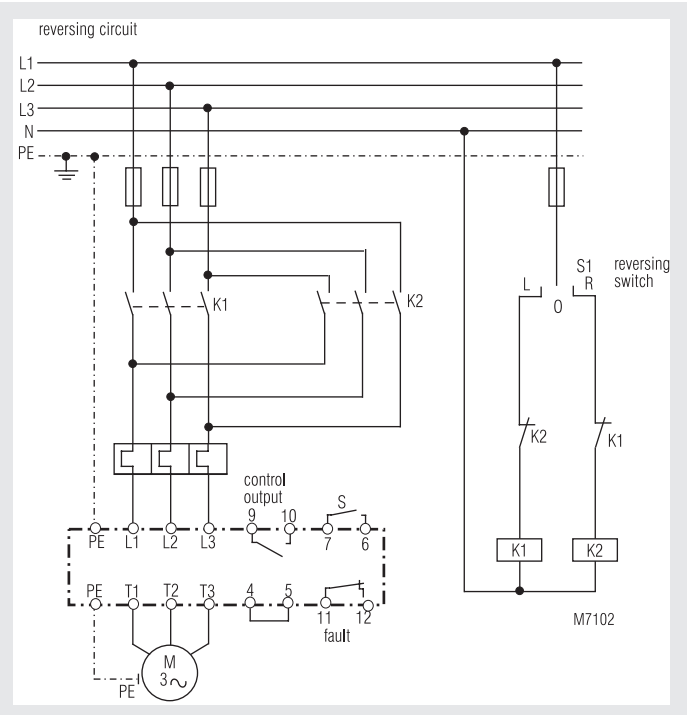 reversing circuit
L1
L2
L3
N
PE
S1 reversing
L R switch
O
K1 K2
K2 K1
control
output
S
9 10
PE L1 L2 L3 7 6
K1 K2
PE T1 T2 T3 4 5
11 12
fault
M7102
M
3
PE